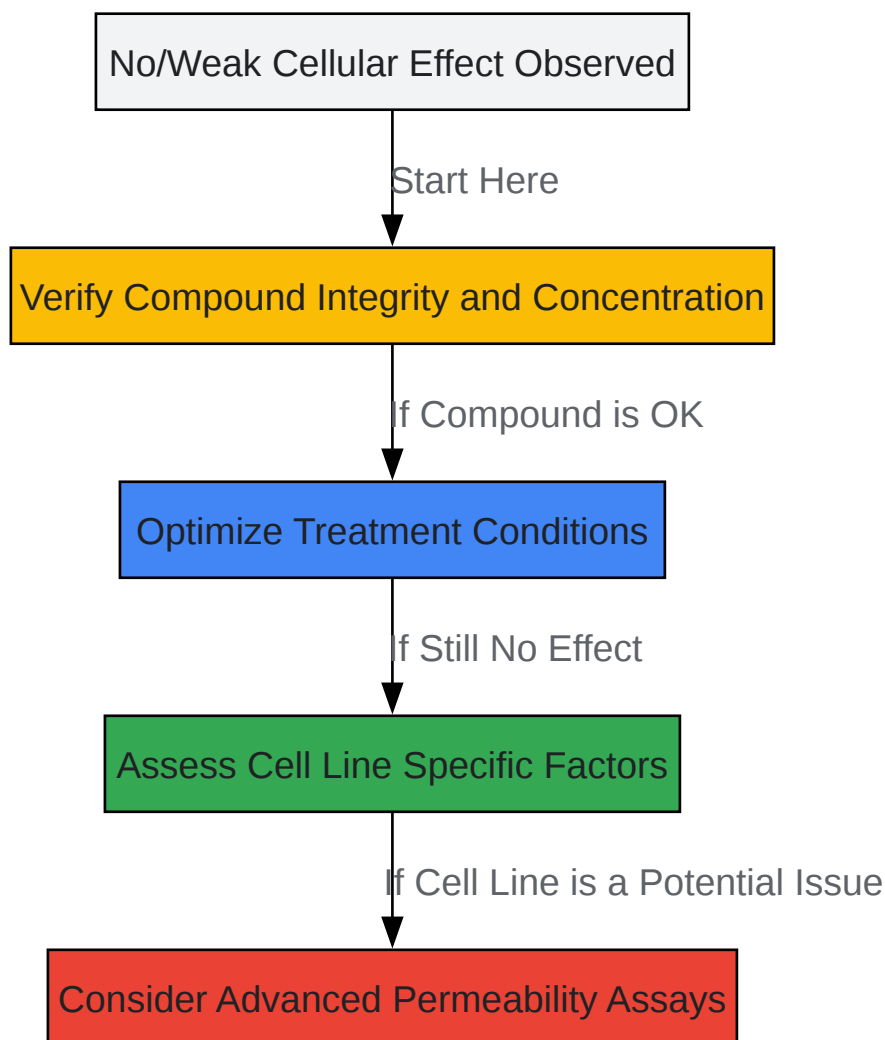 No/Weak Cellular Effect Observed
Start Here
Verify Compound Integrity and Concentration
If Compound is OK
Optimize Treatment Conditions
If Still No Effect
Assess Cell Line Specific Factors
If Cell Line is a Potential Issue
Consider Advanced Permeability Assays